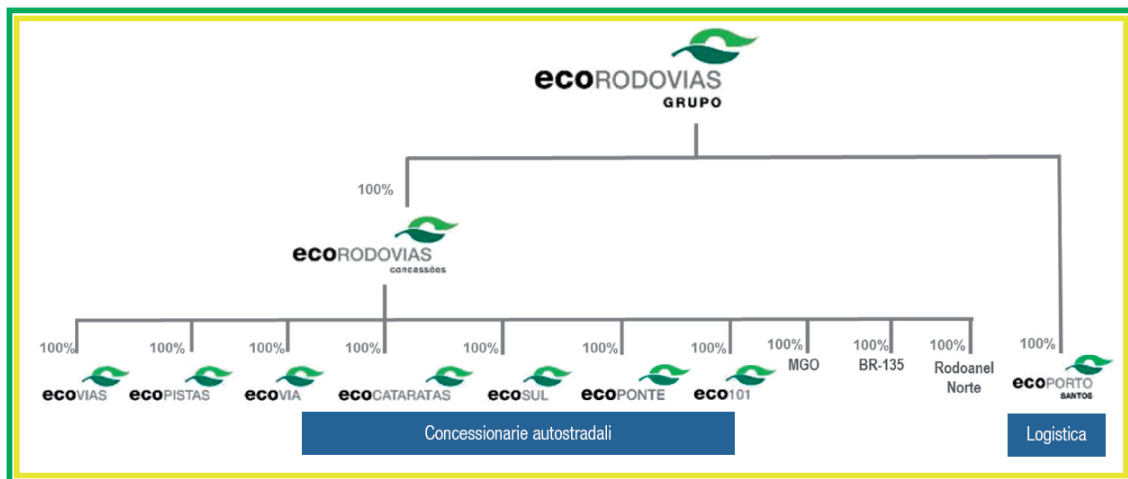 ecoRODOVIAS
GRUPO
100%
ecoRODOVIAS
concessões
100% 100% 100% 100% 100% 100% 100% 100% 100% 100% 100%
MGO BR-135 Rodoanel
Norte
ecoVIAS ecoPISTAS ecoVIA ecoCATARATAS ecoSUL ecoPONTE eco101 ecoPORTO
SANTOS
Concessionarie autostradali Logistica